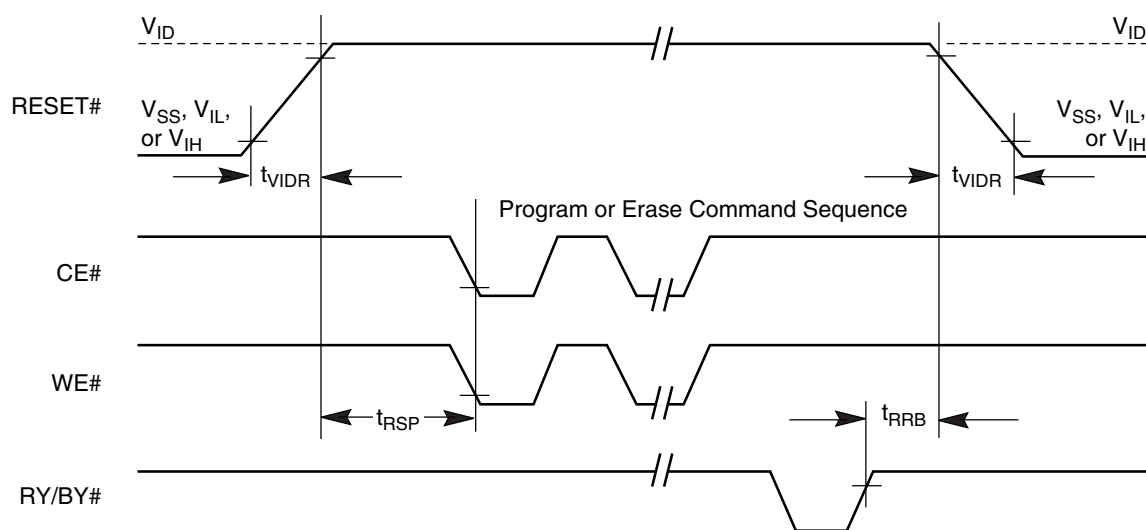 VID
VID
RESET#
VSS, VIL,
or VIH
VSS, VIL,
or VIH
tVIDR
tVIDR
Program or Erase Command Sequence
CE#
WE#
tRSP
tRRB
RY/BY#